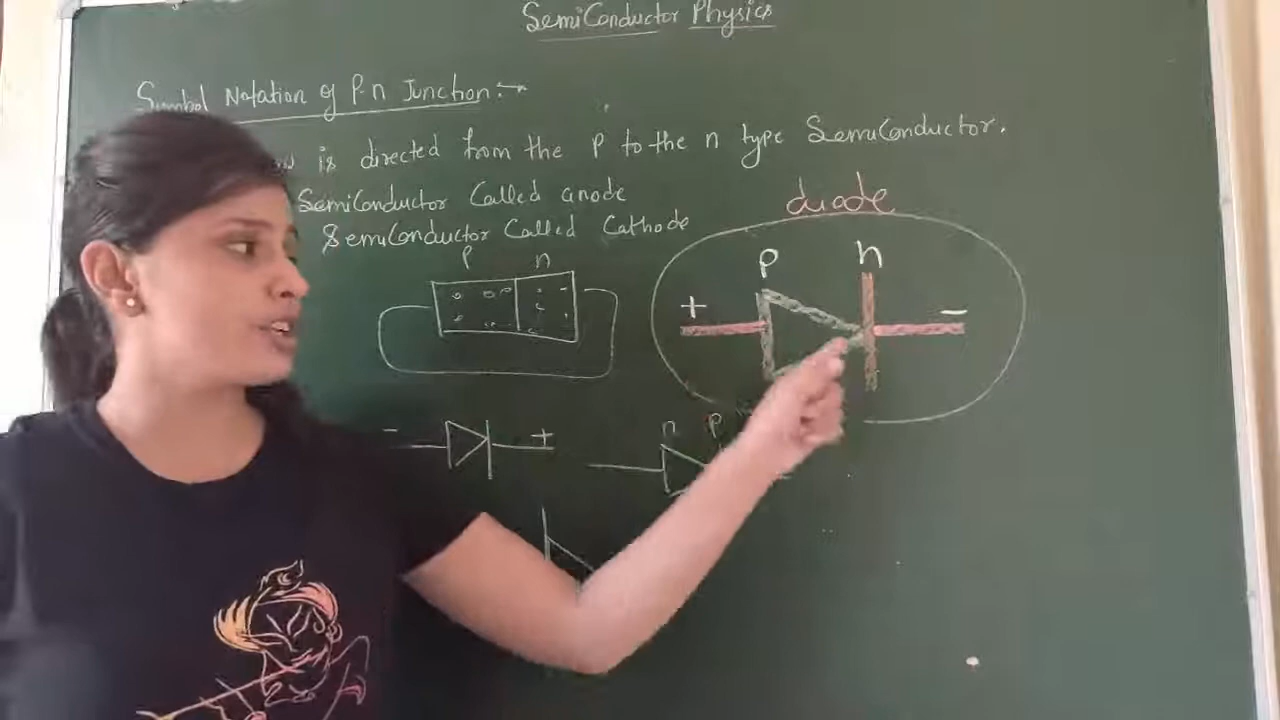 SemiConductor Physics
Symbol Notation of P-n Junction:→
is directed from the P to the n type SemiConductor.
SemiConductor Called anode
SemiConductor Called Cathode
diode
P n
P n
+ -
- +
n P